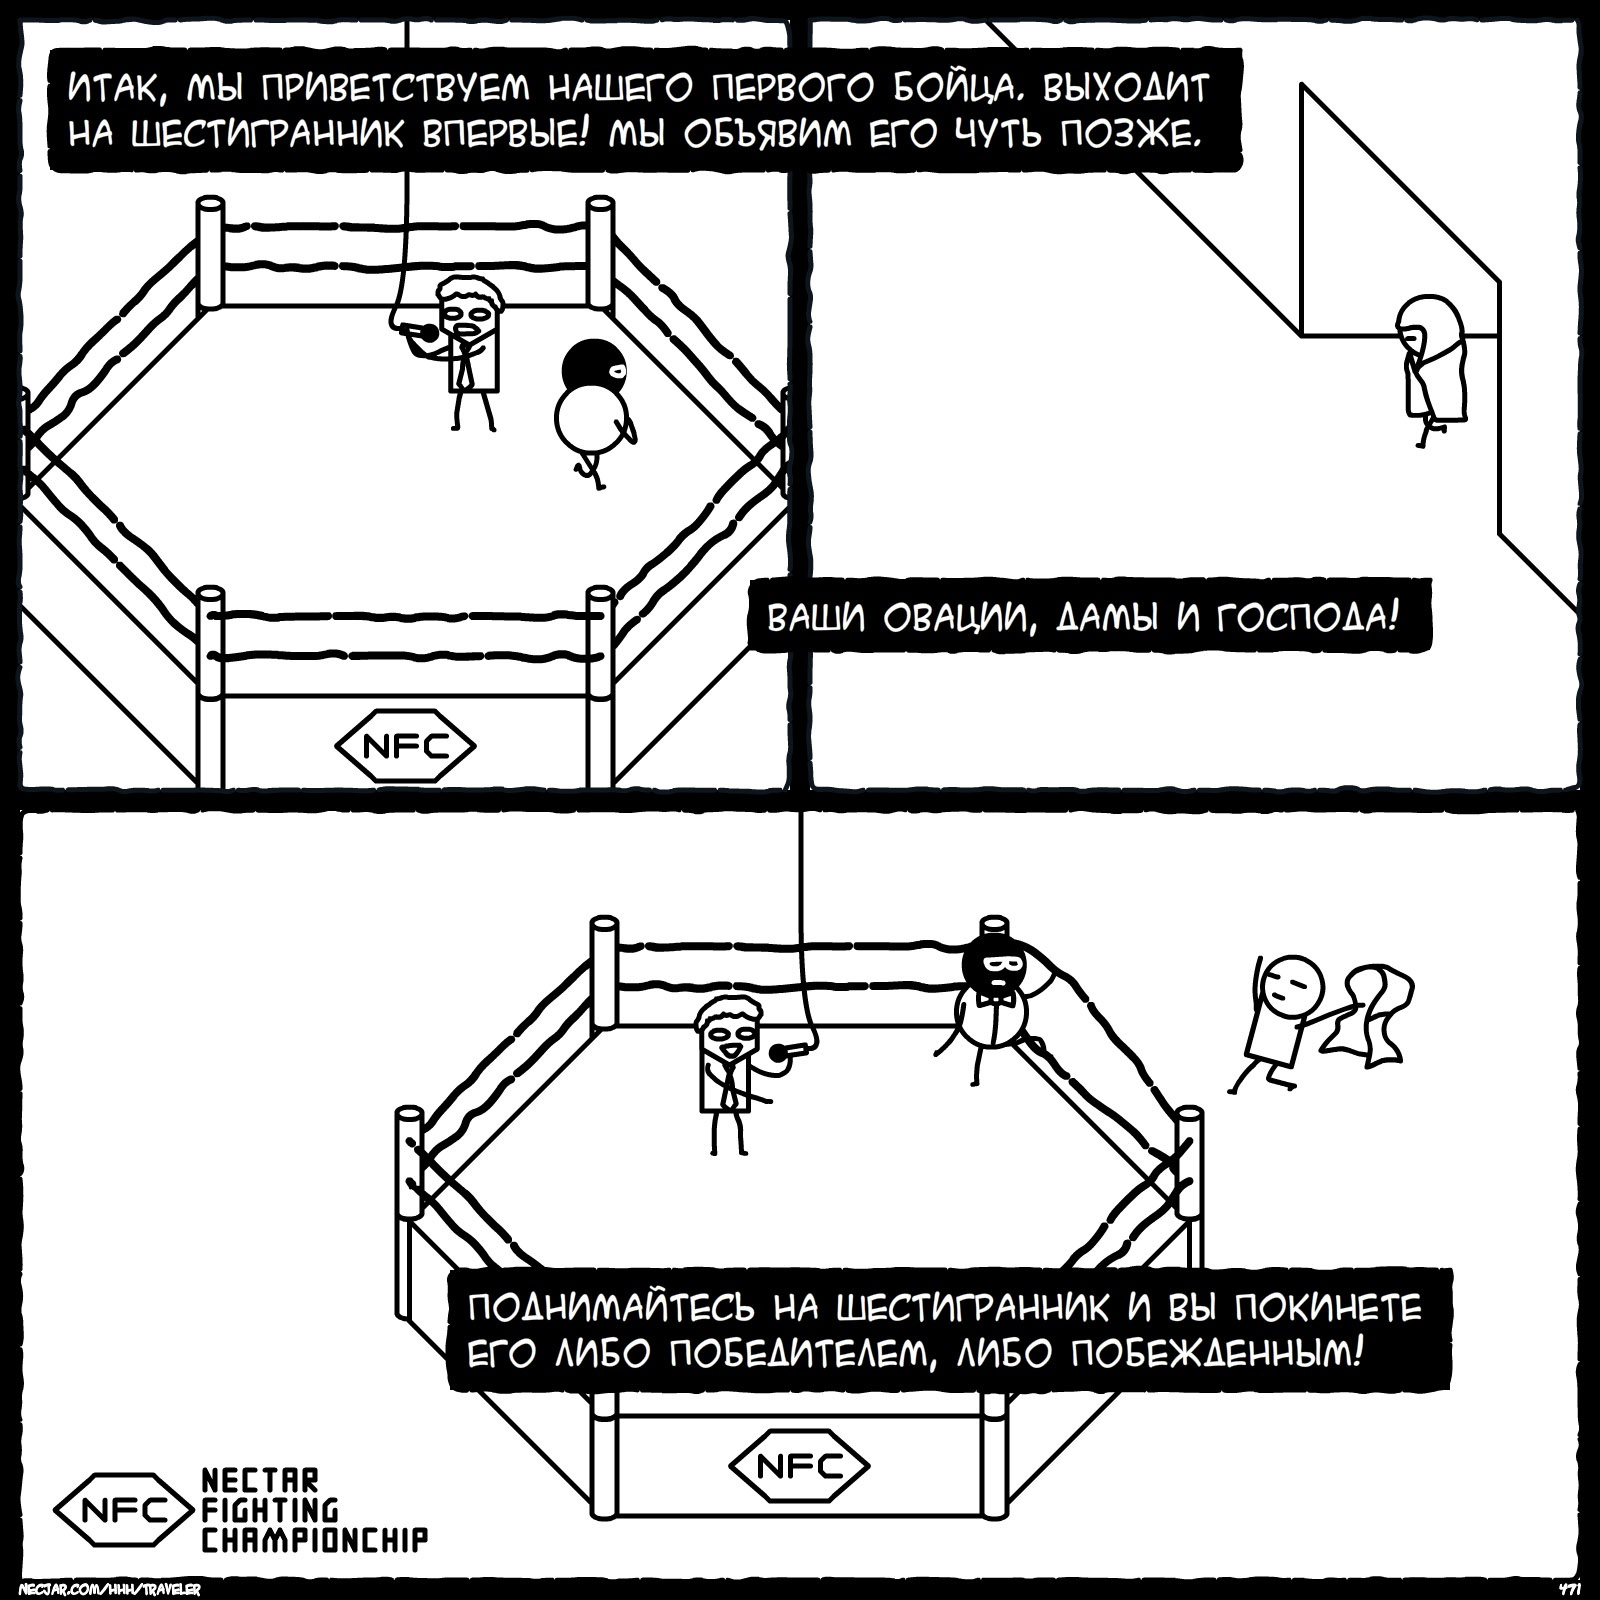 ИТАК, МЫ ПРИВЕТСТВУЕМ НАШЕГО ПЕРВОГО БОЙЦА. ВЫХОДИТ
НА ШЕСТИГРАННИК ВПЕРВЫЕ! МЫ ОБЪЯВИМ ЕГО ЧУТЬ ПОЗЖЕ.
ВАШИ ОВАЦИИ, ДАМЫ И ГОСПОДА!
NFC
ПОДНИМАЙТЕСЬ НА ШЕСТИГРАННИК И ВЫ ПОКИНЕТЕ
ЕГО ЛИБО ПОБЕДИТЕЛЕМ, ЛИБО ПОБЕЖДЕННЫМ!
NFC
NFC
NECTAR
FIGHTING
CHAMPIONCHIP
NECJAR.COM/HHH/TRAVELER
471